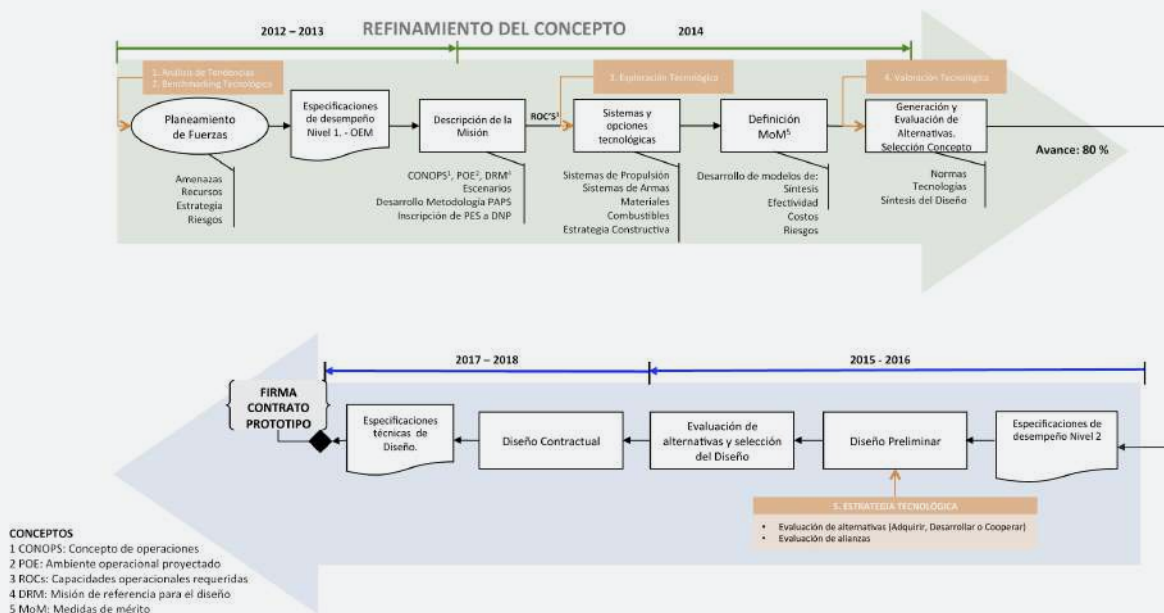 REFINAMIENTO DEL CONCEPTO
2012 – 2013
2014
1. Análisis de Tendencias
2. Benchmarking Tecnológico
3. Exploración Tecnológica
4. Valoración Tecnológica
Planeamiento
de Fuerzas
Especificaciones
de desempeño
Nivel 1. - OEM
Descripción de la
Misión
ROC'S³
Sistemas y
opciones
tecnológicas
Definición
MoM⁵
Generación y
Evaluación de
Alternativas.
Selección Concepto
Avance: 80 %
Amenazas
Recursos
Estrategia
Riesgos
CONOPS¹, POE², DRM⁴
Escenarios
Desarrollo Metodología PAPS
Inscripción de PES a DNP
Sistemas de Propulsión
Sistemas de Armas
Materiales
Combustibles
Estrategia Constructiva
Desarrollo de modelos de:
Síntesis
Efectividad
Costos
Riesgos
Normas
Tecnologías
Síntesis del Diseño
2017 – 2018
2015 - 2016
FIRMA
CONTRATO
PROTOTIPO
Especificaciones
técnicas de
Diseño.
Diseño Contractual
Evaluación de
alternativas y selección
del Diseño
Diseño Preliminar
Especificaciones de
desempeño Nivel 2
5. ESTRATEGIA TECNOLÓGICA
• Evaluación de alternativas (Adquirir, Desarrollar o Cooperar)
• Evaluación de alianzas
CONCEPTOS
1 CONOPS: Concepto de operaciones
2 POE: Ambiente operacional proyectado
3 ROCs: Capacidades operacionales requeridas
4 DRM: Misión de referencia para el diseño
5 MoM: Medidas de mérito